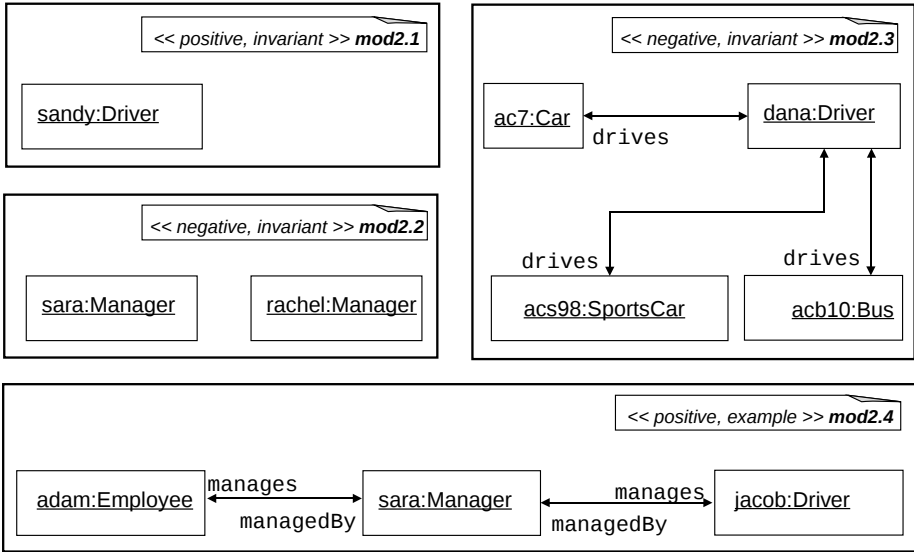 << positive, invariant >> mod2.1
sandy:Driver
<< negative, invariant >> mod2.2
sara:Manager
rachel:Manager
<< negative, invariant >> mod2.3
ac7:Car
dana:Driver
drives
drives
drives
acs98:SportsCar
acb10:Bus
<< positive, example >> mod2.4
adam:Employee
manages
managedBy
sara:Manager
manages
managedBy
jacob:Driver